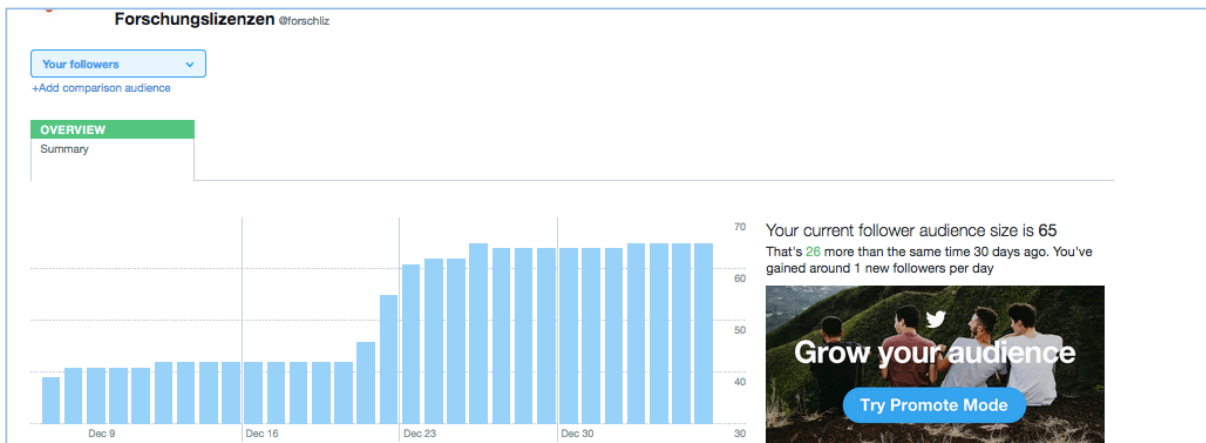 Forschungslizenzen @forschliz
Your followers
+Add comparison audience
OVERVIEW
Summary
70
60
50
40
30
Dec 9
Dec 16
Dec 23
Dec 30
Your current follower audience size is 65
That's 26 more than the same time 30 days ago. You've
gained around 1 new followers per day
Grow your audience
Try Promote Mode